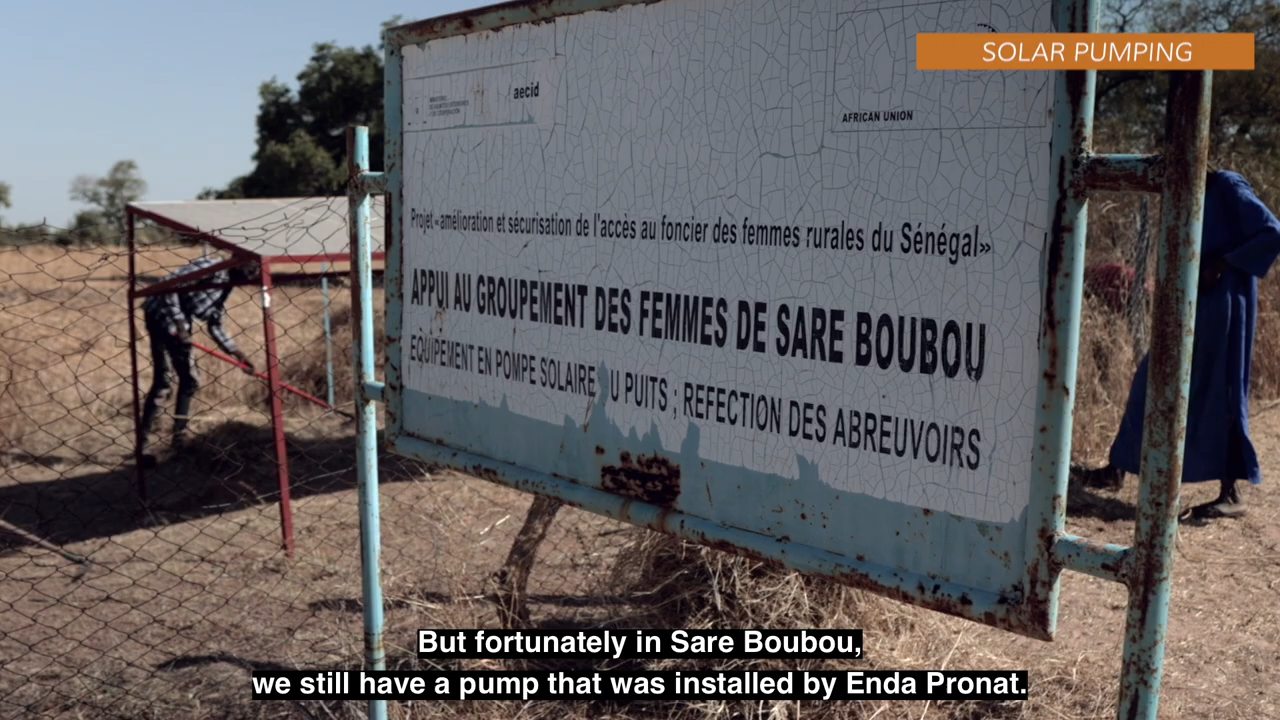 SOLAR PUMPING
aecid
AFRICAN UNION
Projet «amélioration et sécurisation de l'accès au foncier des femmes rurales du Sénégal»
APPUI AU GROUPEMENT DES FEMMES DE SARE BOUBOU
EQUIPEMENT EN POMPE SOLAIRE U PUITS ; REFECTION DES ABREUVOIRS
But fortunately in Sare Boubou,
we still have a pump that was installed by Enda Pronat.